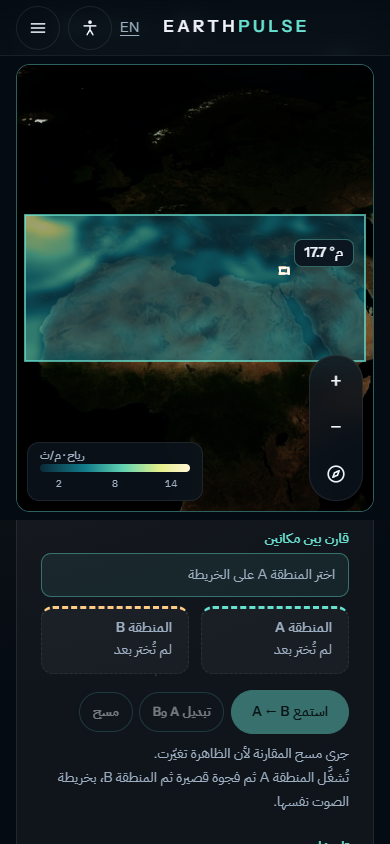 EN EARTHPULSE
17.7 °م
+
−
رياح · م/ث
2 8 14
قارن بين مكانين
اختر المنطقة A على الخريطة
المنطقة A
لم تُختر بعد
المنطقة B
لم تُختر بعد
استمع A ← B
تبديل A وB
مسح
جرى مسح المقارنة لأن الظاهرة تغيّرت.
تُشغَّل المنطقة A ثم فجوة قصيرة ثم المنطقة B، بخريطة
الصوت نفسها.